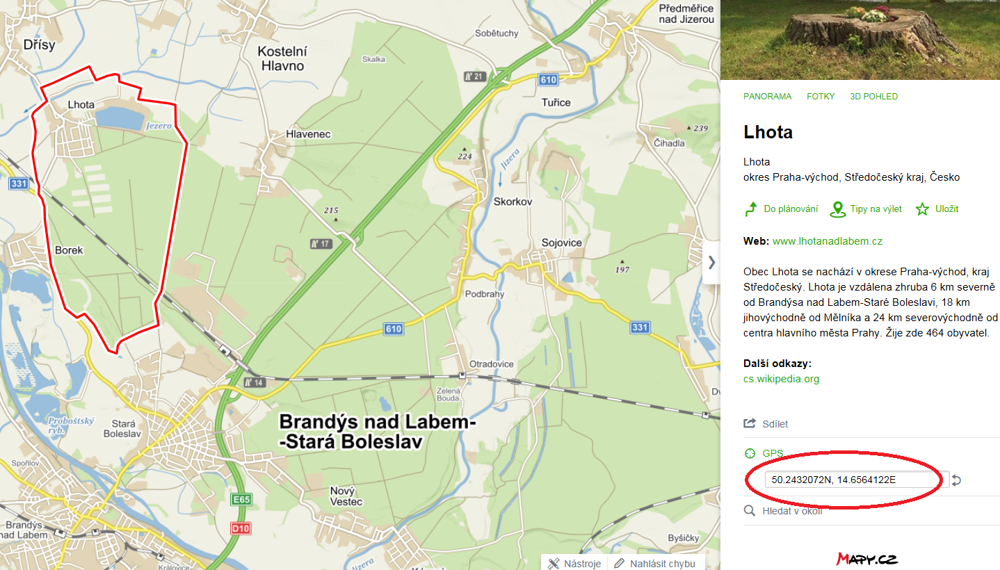 Předměřice
nad Jizerou
Sobětuchy
Dřísy
Kostelní
Hlavno
Skalka
21
610
Tuřice
Lhota
Jezero
Hlavenec
239
Čihadla
224
Jizera
331
Skorkov
215
17
Borek
Sojovice
197
Podbrahy
610
331
Otradovice
14
Zelená
Bouda
Brandýs nad Labem-
-Stará Boleslav
Proboštský
ryb.
Stará
Boleslav
Spořilov
Nový
Vestec
E65
D10
Brandýs
nad Labem
Byšičky
Jizera
Královice
Nástroje
Nahlásit chybu
PANORAMA FOTKY 3D POHLED
Lhota
Lhota
okres Praha-východ, Středočeský kraj, Česko
Do plánování Tipy na výlet Uložit
Web: www.lhotanadlabem.cz
Obec Lhota se nachází v okrese Praha-východ, kraj
Středočeský. Lhota je vzdálena zhruba 6 km severně
od Brandýsa nad Labem-Staré Boleslavi, 18 km
jihovýchodně od Mělníka a 24 km severovýchodně od
centra hlavního města Prahy. Žije zde 464 obyvatel.
Další odkazy:
cs.wikipedia.org
Sdílet
GPS
50.2432072N, 14.6564122E
Hledat v okolí
MAPY.CZ